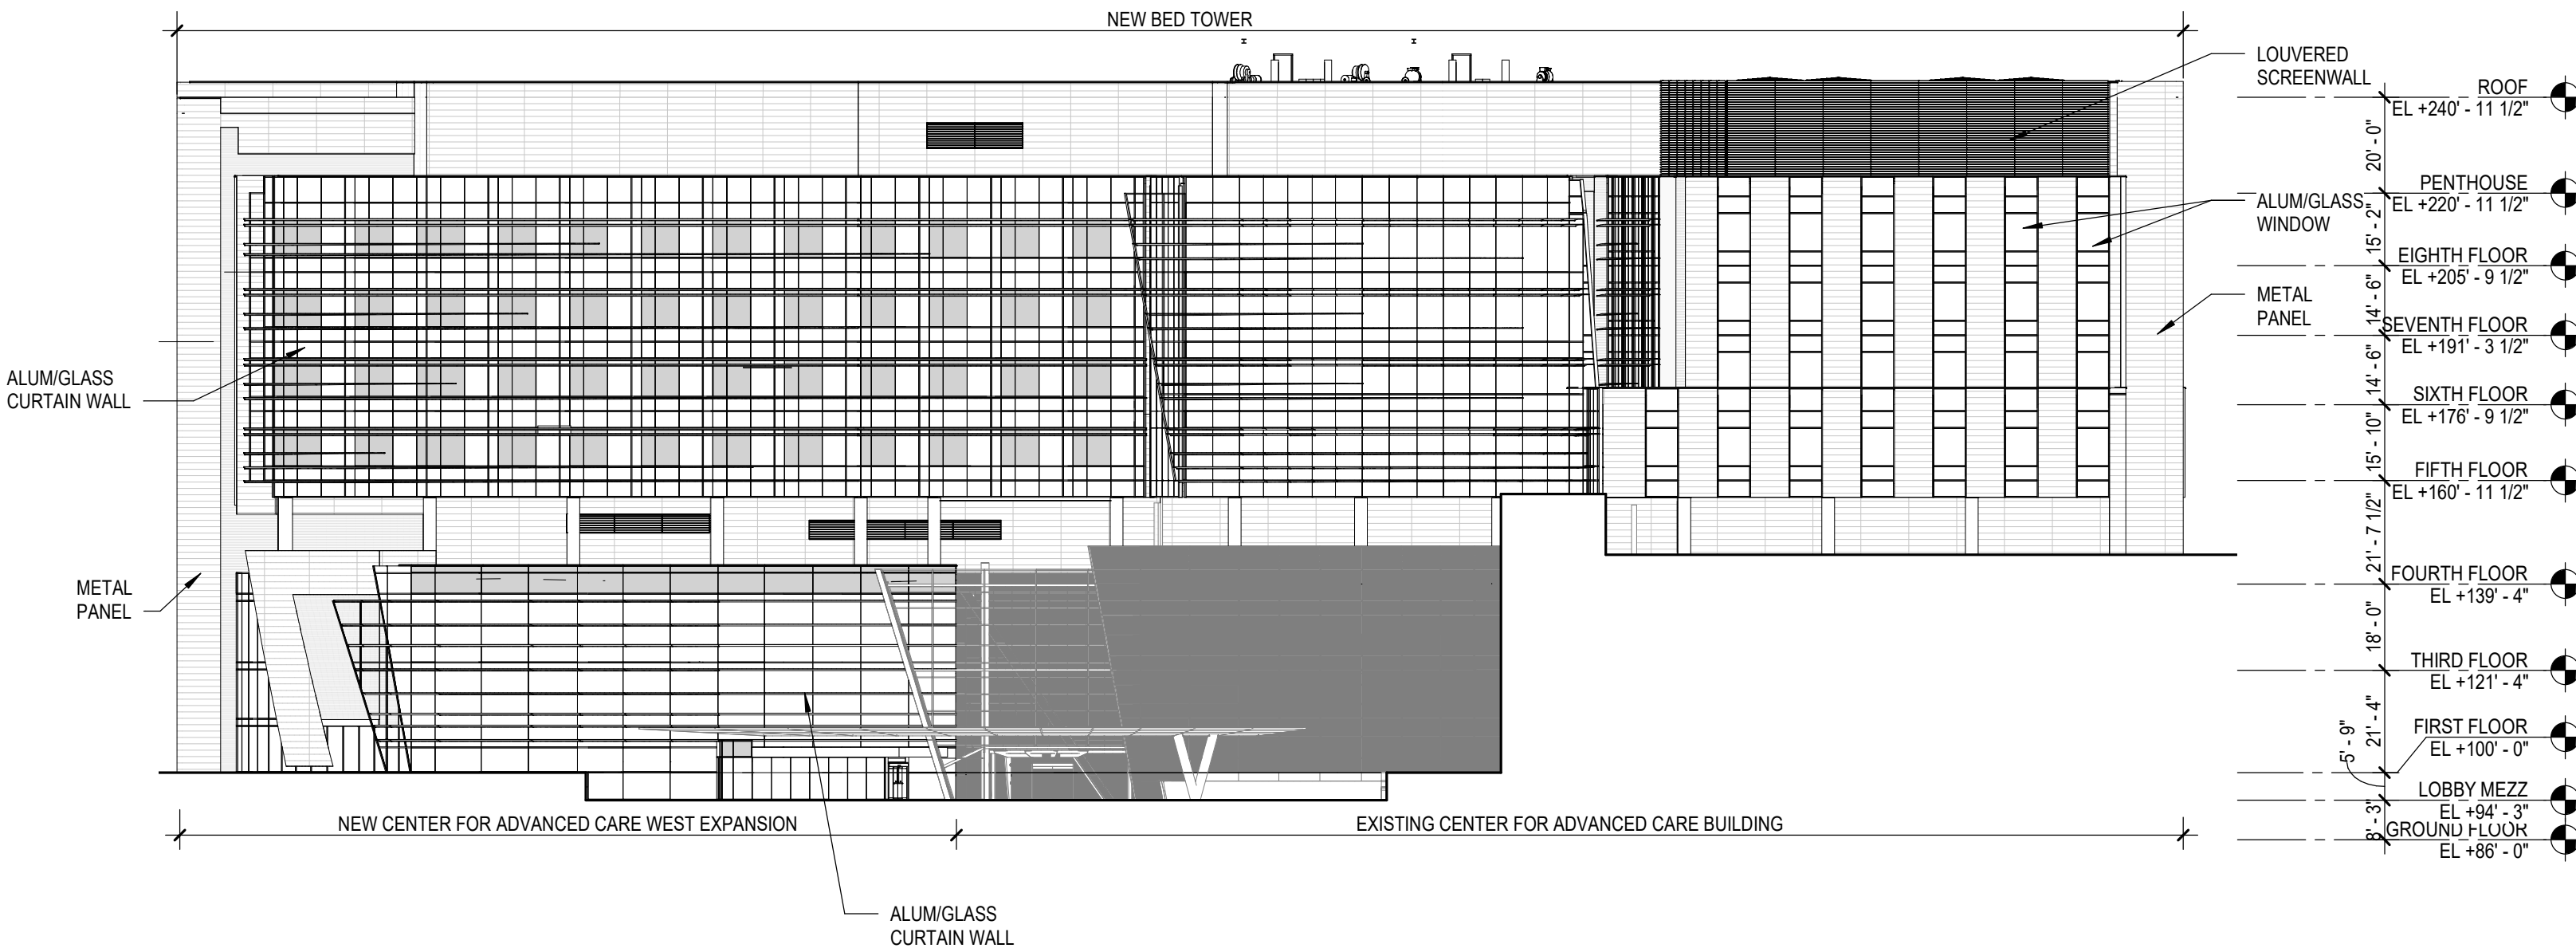 NEW BED TOWER
LOUVERED
SCREENWALL
ROOF
EL +240' - 11 1/2"
20' - 0"
PENTHOUSE
EL +220' - 11 1/2"
ALUM/GLASS
WINDOW
15' - 2"
EIGHTH FLOOR
EL +205' - 9 1/2"
METAL
PANEL
14' - 6"
SEVENTH FLOOR
EL +191' - 3 1/2"
ALUM/GLASS
CURTAIN WALL
14' - 6"
SIXTH FLOOR
EL +176' - 9 1/2"
15' - 10"
FIFTH FLOOR
EL +160' - 11 1/2"
21' - 7 1/2"
METAL
PANEL
FOURTH FLOOR
EL +139' - 4"
18' - 0"
THIRD FLOOR
EL +121' - 4"
21' - 4"
FIRST FLOOR
EL +100' - 0"
5' - 9"
LOBBY MEZZ
EL +94' - 3"
8' - 3"
GROUND FLOOR
EL +86' - 0"
NEW CENTER FOR ADVANCED CARE WEST EXPANSION
EXISTING CENTER FOR ADVANCED CARE BUILDING
ALUM/GLASS
CURTAIN WALL